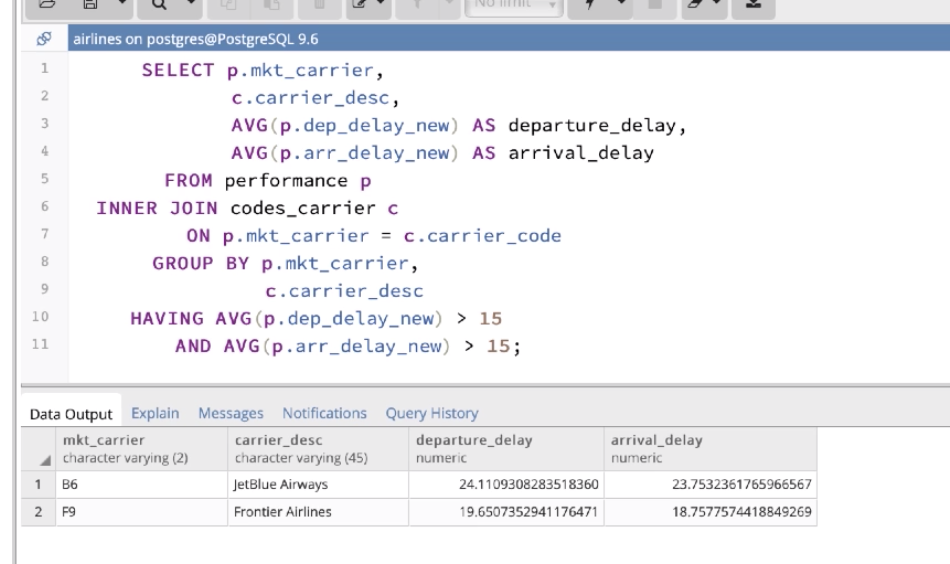 No limit
airlines on postgres@PostgreSQL 9.6
1 SELECT p.mkt_carrier,
2 c.carrier_desc,
3 AVG(p.dep_delay_new) AS departure_delay,
4 AVG(p.arr_delay_new) AS arrival_delay
5 FROM performance p
6 INNER JOIN codes_carrier c
7 ON p.mkt_carrier = c.carrier_code
8 GROUP BY p.mkt_carrier,
9 c.carrier_desc
10 HAVING AVG(p.dep_delay_new) > 15
11 AND AVG(p.arr_delay_new) > 15;
Data Output Explain Messages Notifications Query History
mkt_carrier carrier_desc departure_delay arrival_delay
character varying (2) character varying (45) numeric numeric
1 B6 JetBlue Airways 24.1109308283518360 23.7532361765966567
2 F9 Frontier Airlines 19.6507352941176471 18.7577574418849269